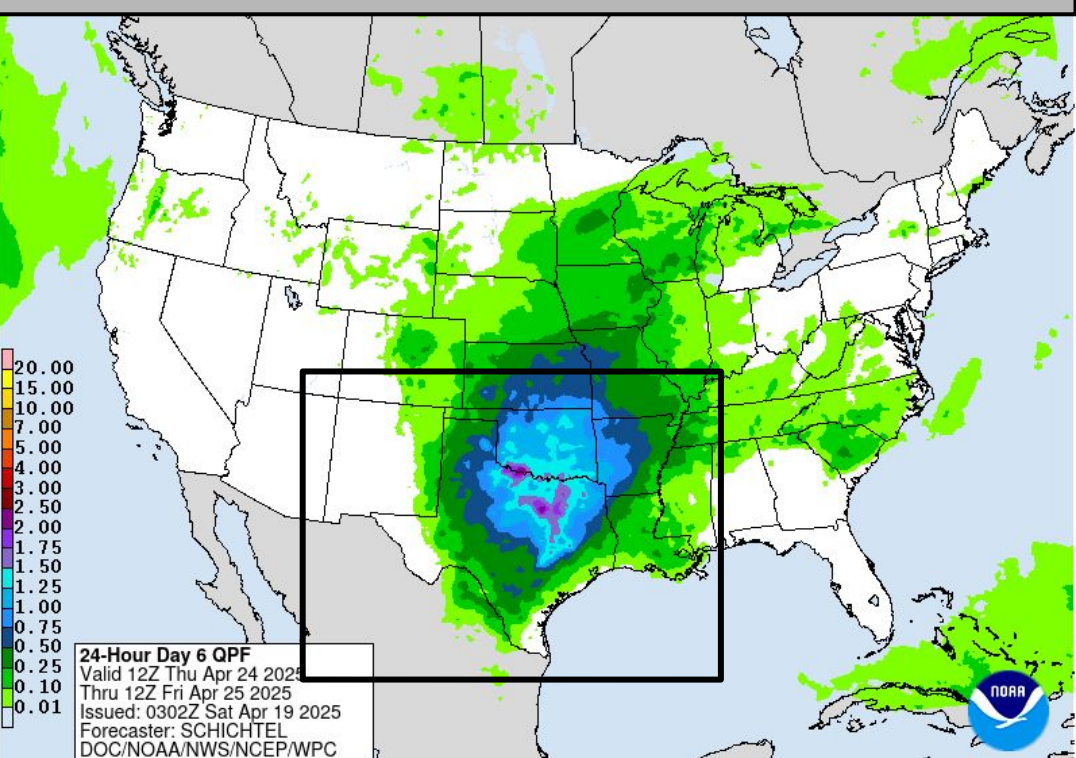 20.00
15.00
10.00
7.00
5.00
4.00
3.00
2.50
2.00
1.75
1.50
1.25
1.00
0.75
0.50
0.25
0.10
0.01
24-Hour Day 6 QPF
Valid 12Z Thu Apr 24 2025
Thru 12Z Fri Apr 25 2025
Issued: 0302Z Sat Apr 19 2025
Forecaster: SCHICHTEL
DOC/NOAA/NWS/NCEP/WPC
NOAA